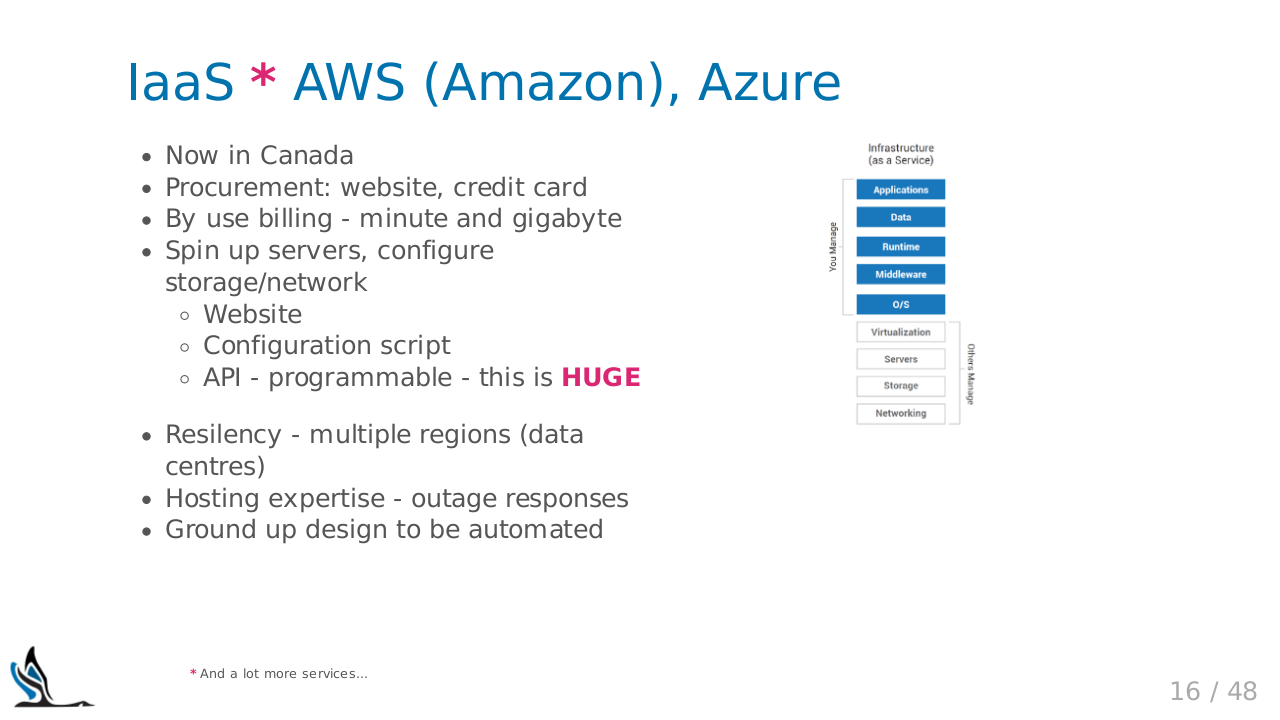 IaaS * AWS (Amazon), Azure
Now in Canada
Procurement: website, credit card
By use billing - minute and gigabyte
Spin up servers, configure
storage/network
Website
Configuration script
API - programmable - this is HUGE
Resilency - multiple regions (data
centres)
Hosting expertise - outage responses
Ground up design to be automated
Infrastructure
(as a Service)
You Manage
Applications
Data
Runtime
Middleware
O/S
Virtualization
Servers
Storage
Networking
Others Manage
* And a lot more services...
16 / 48